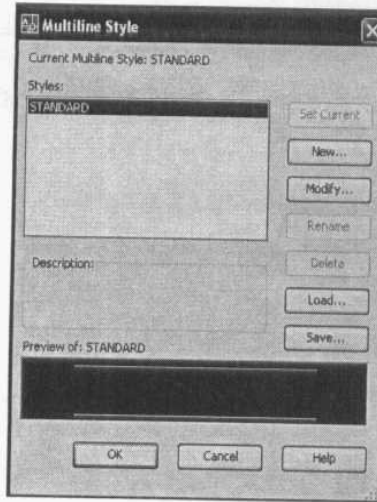 Multiline Style
Current Multiline Style: STANDARD
Styles:
STANDARD
Set Current
New...
Modify...
Rename
Description:
Delete
Load...
Save...
Preview of: STANDARD
OK
Cancel
Help